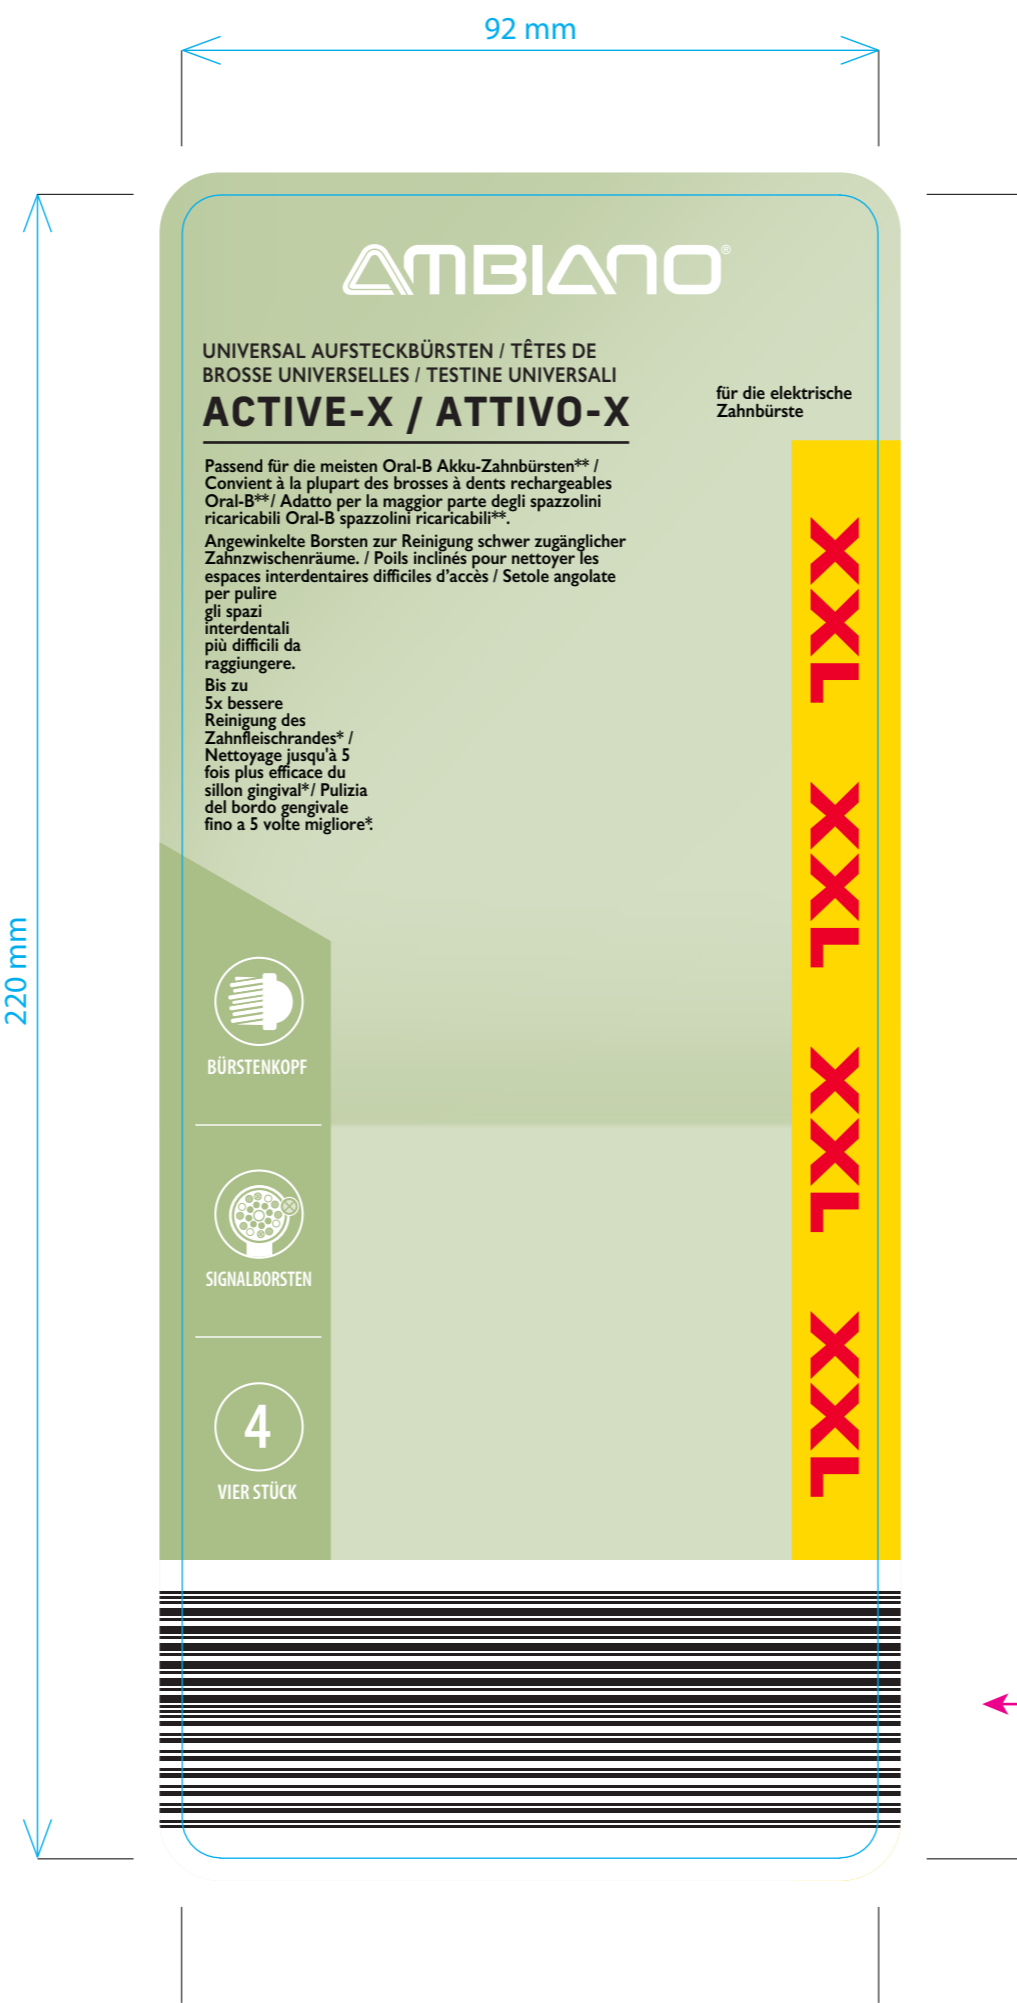 92 mm
220 mm
AMBIANO®
UNIVERSAL AUFSTECKBÜRSTEN / TÊTES DE
BROSSE UNIVERSELLES / TESTINE UNIVERSALI
ACTIVE-X / ATTIVO-X
für die elektrische
Zahnbürste
Passend für die meisten Oral-B Akku-Zahnbürsten** /
Convient à la plupart des brosses à dents rechargeables
Oral-B**/ Adatto per la maggior parte degli spazzolini
ricaricabili Oral-B spazzolini ricaricabili**.
Angewinkelte Borsten zur Reinigung schwer zugänglicher
Zahnzwischenräume. / Poils inclinés pour nettoyer les
espaces interdentaires difficiles d'accès / Setole angolate
per pulire
gli spazi
interdentali
più difficili da
raggiungere.
Bis zu
5x bessere
Reinigung des
Zahnfleischrandes* /
Nettoyage jusqu'à 5
fois plus efficace du
sillon gingival*/ Pulizia
del bordo gengivale
fino a 5 volte migliore*.
BÜRSTENKOPF
SIGNALBORSTEN
4
VIER STÜCK
XXL
XXL
XXL
XXL